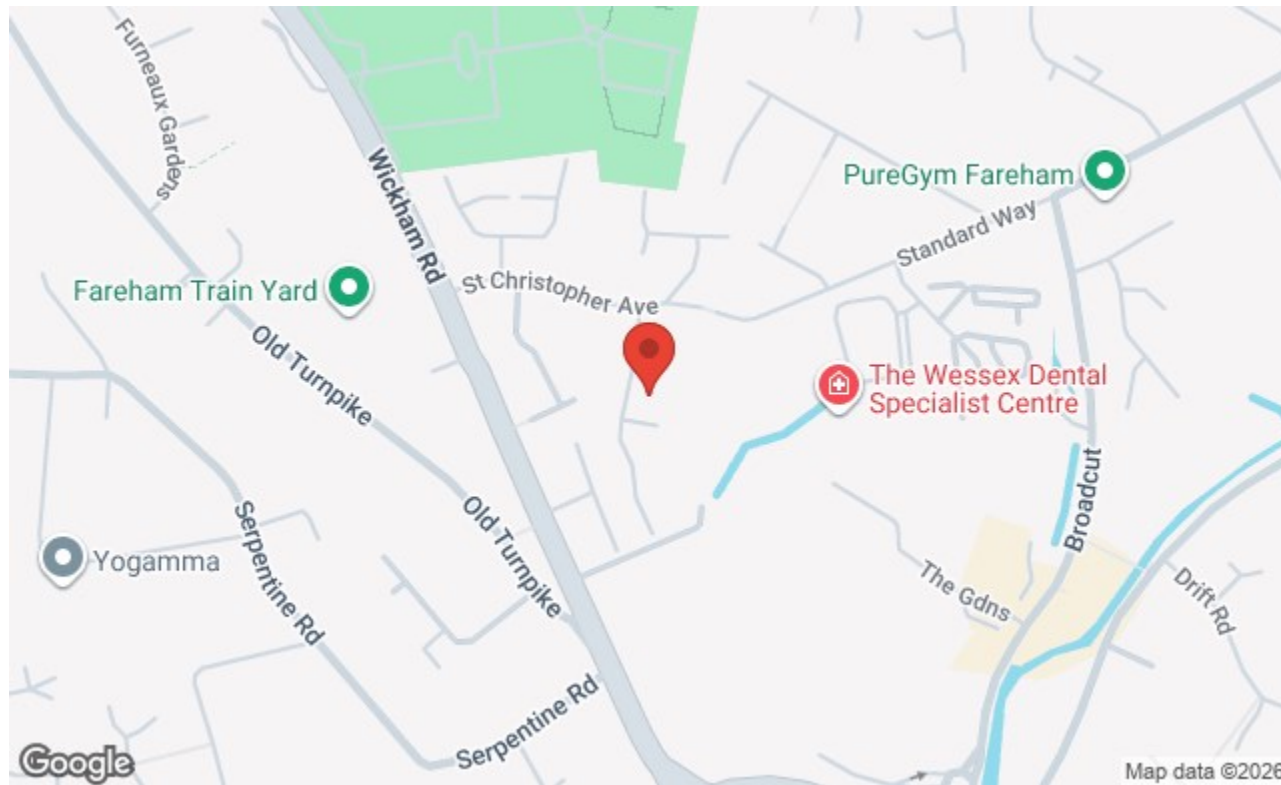 Furneaux Gardens
Wickham Rd
PureGym Fareham
Standard Way
Fareham Train Yard
St Christopher Ave
Old Turnpike
The Wessex Dental
Specialist Centre
Broadcut
Old Turnpike
Serpentine Rd
Yogamma
The Gdns
Drift Rd
Serpentine Rd
Google
Map data ©2026